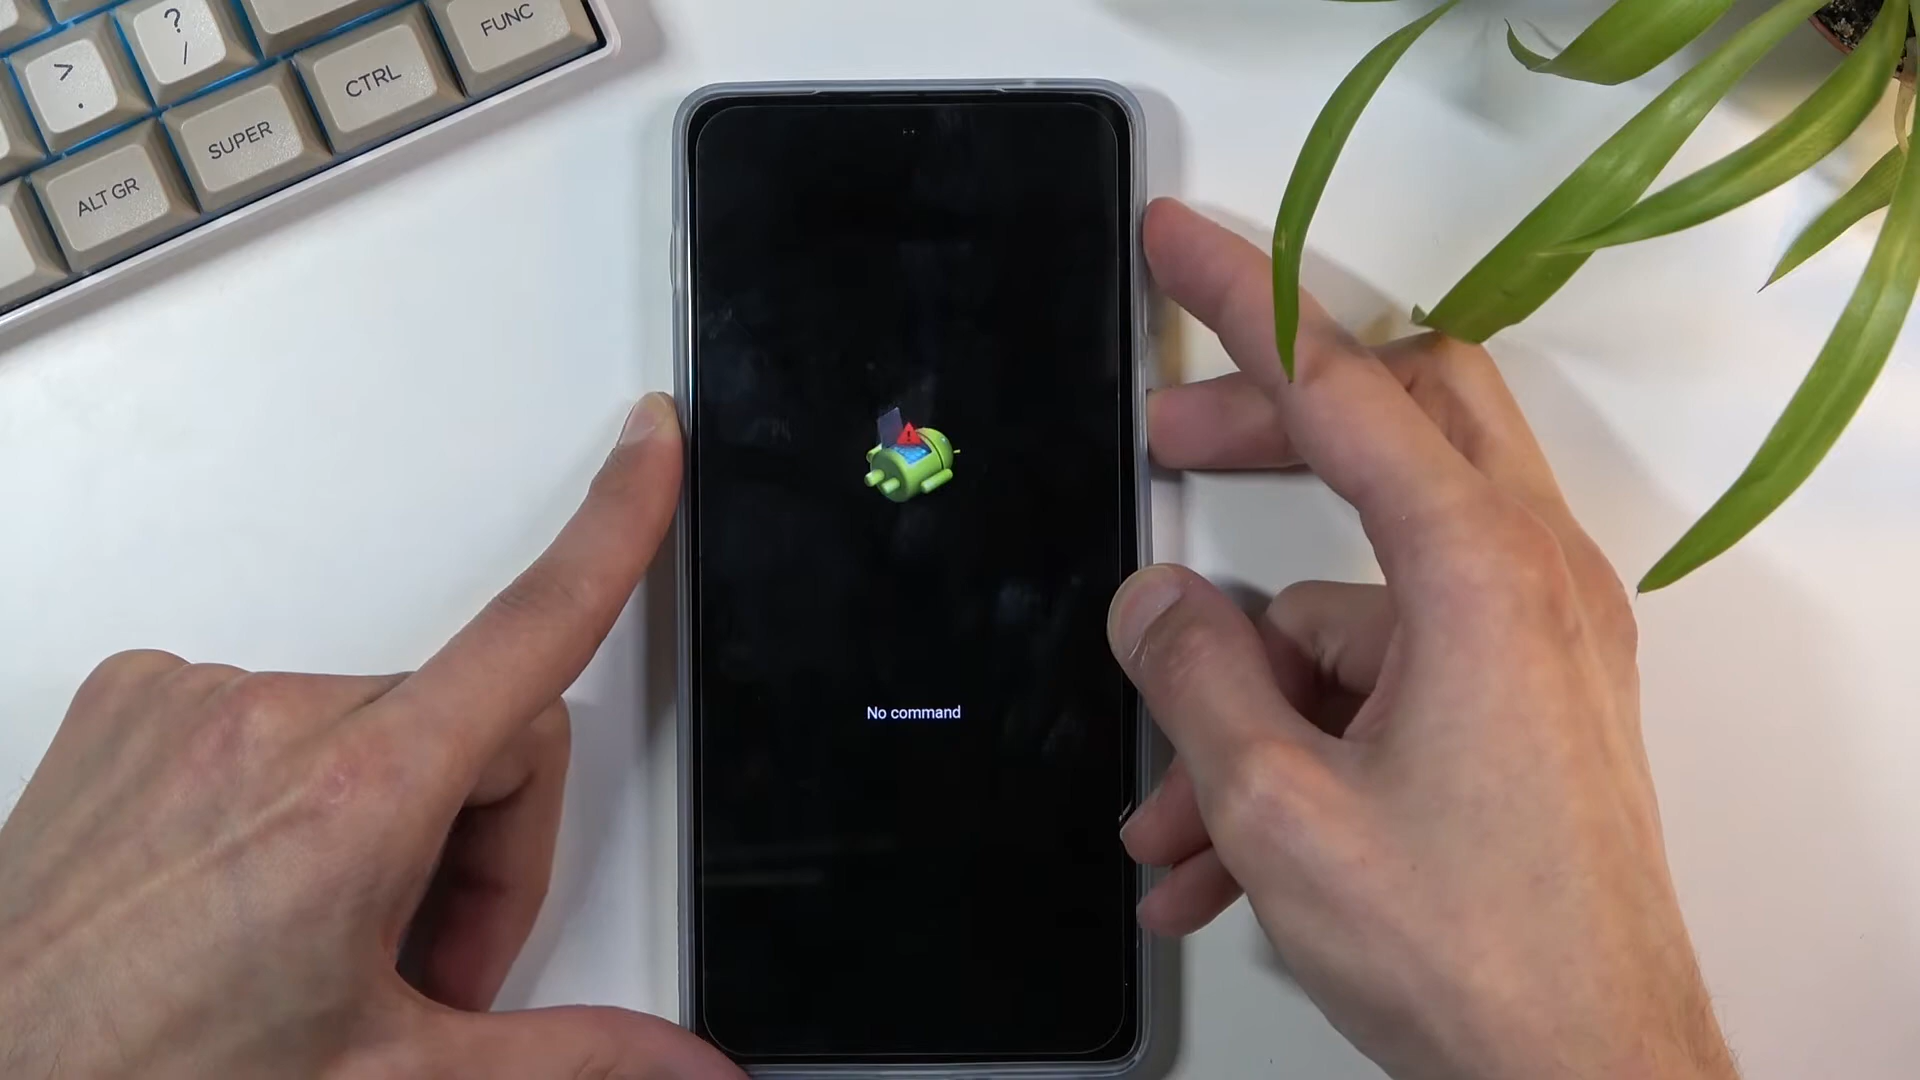 ?
/
>
.
FUNC
CTRL
SUPER
ALT GR
No command